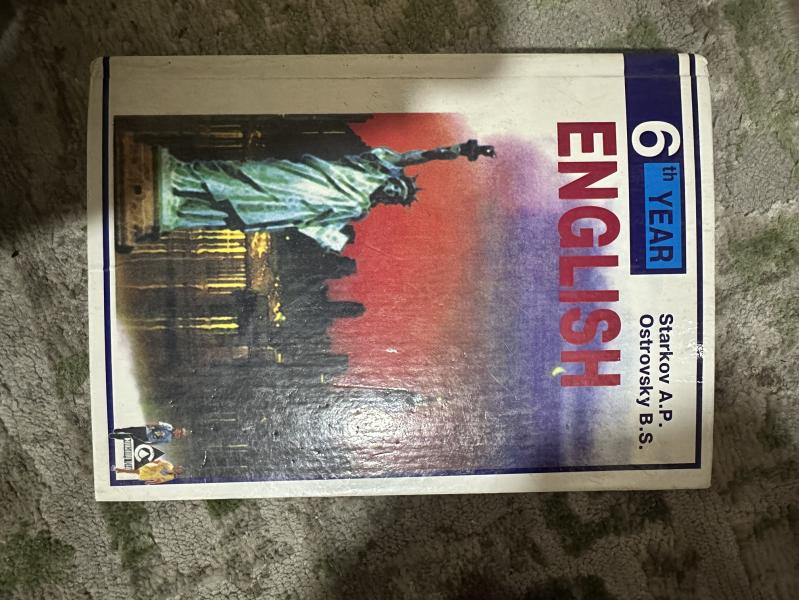 6th YEAR
Starkov A.P.
Ostrovsky B.S.
ENGLISH